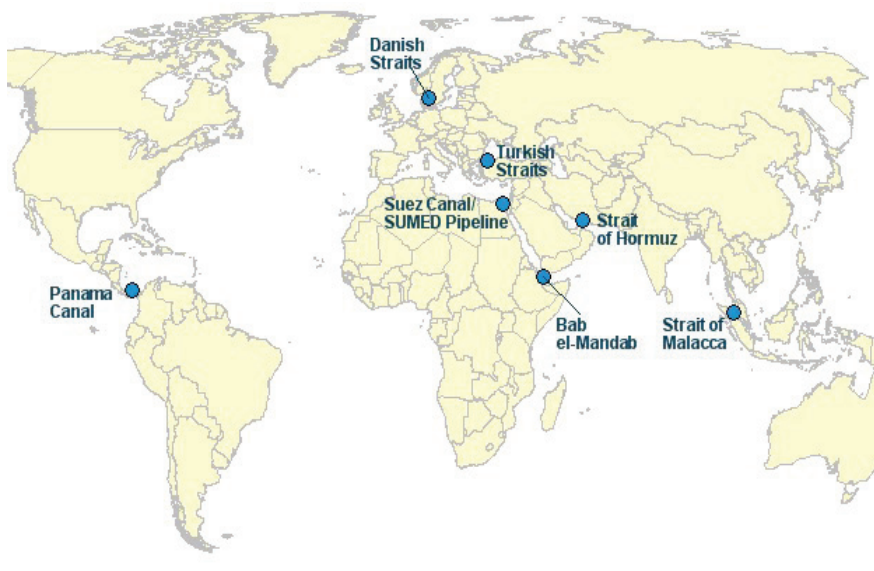 Danish
Straits
Turkish
Straits
Suez Canal/
SUMED Pipeline
Strait
of Hormuz
Panama
Canal
Bab
el-Mandab
Strait of
Malacca